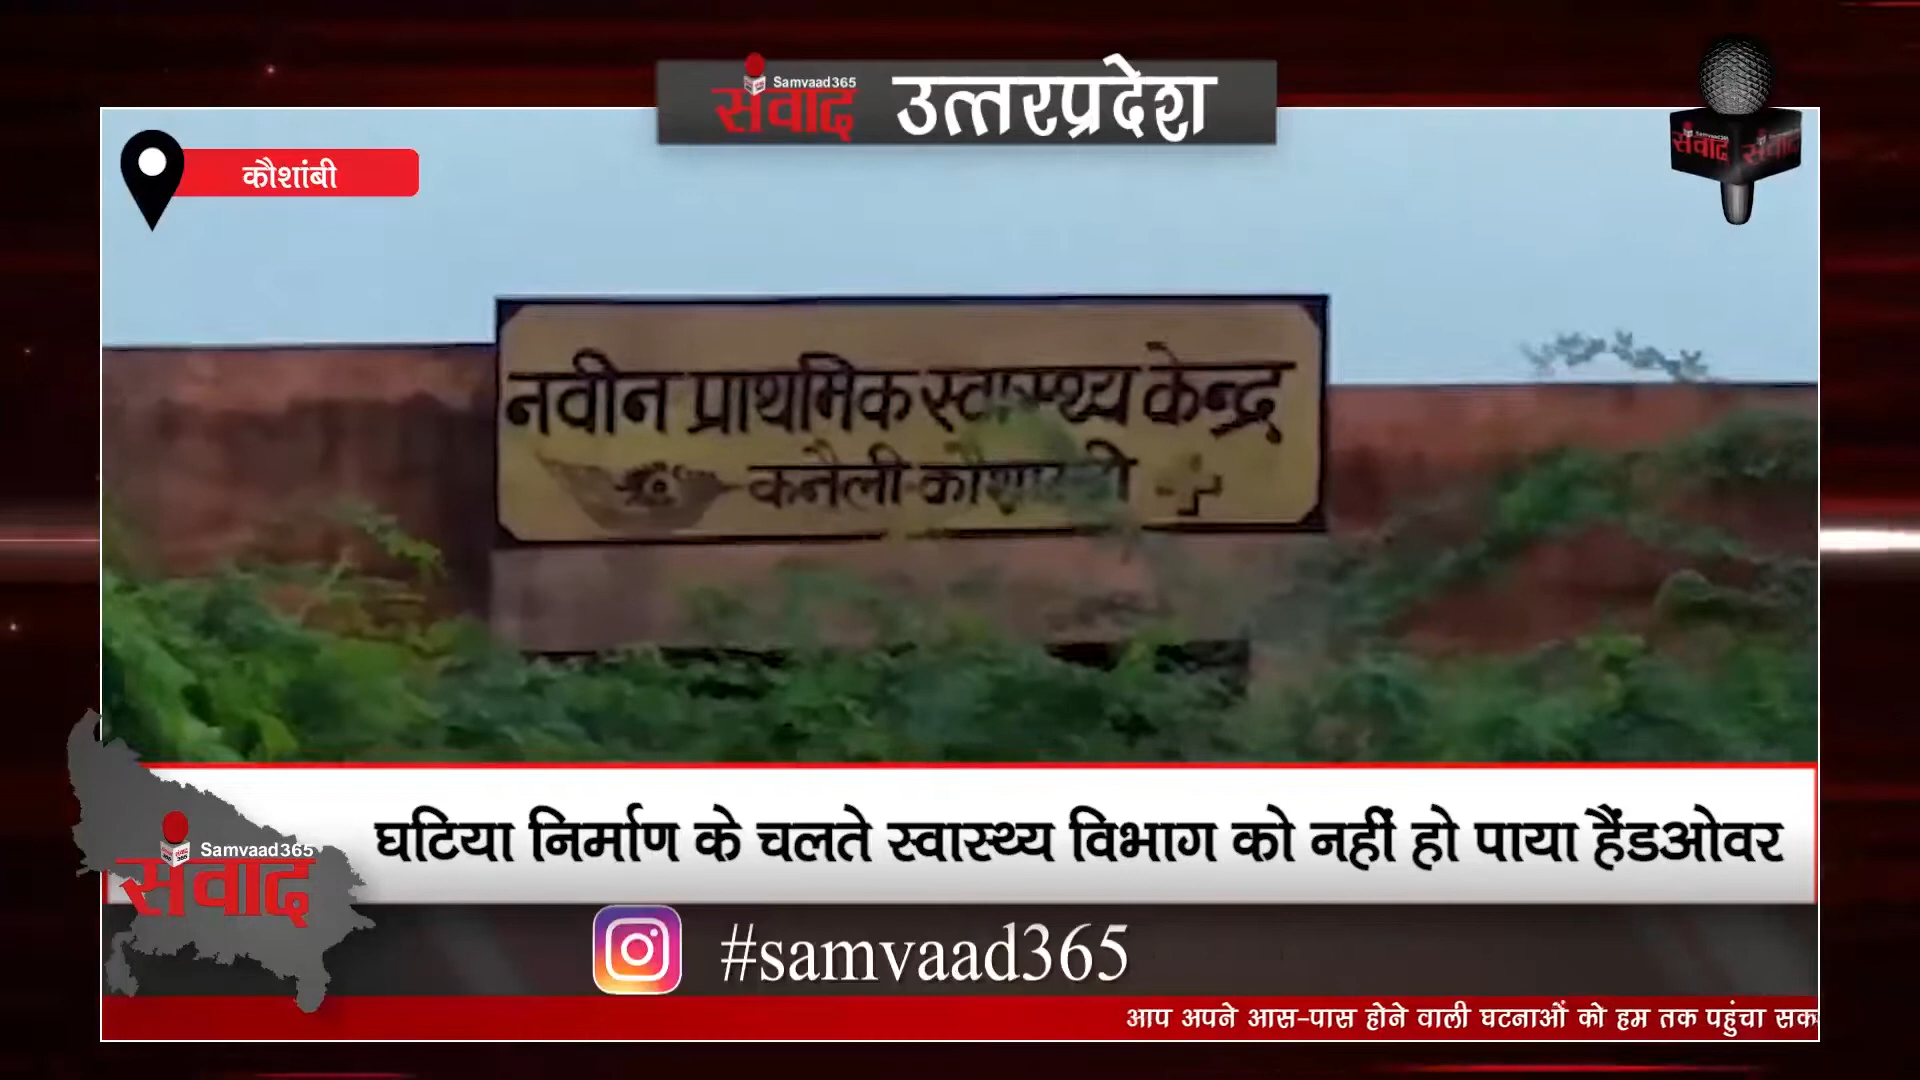 Samvaad365
संवाद उत्तरप्रदेश
कौशांबी
नवीन प्राथमिक स्वास्थ्य केन्द्र
कनैली-कौशाम्बी
घटिया निर्माण के चलते स्वास्थ्य विभाग को नहीं हो पाया हैंडओवर
Samvaad365
संवाद
#samvaad365
आप अपने आस-पास होने वाली घटनाओं को हम तक पहुंचा सक